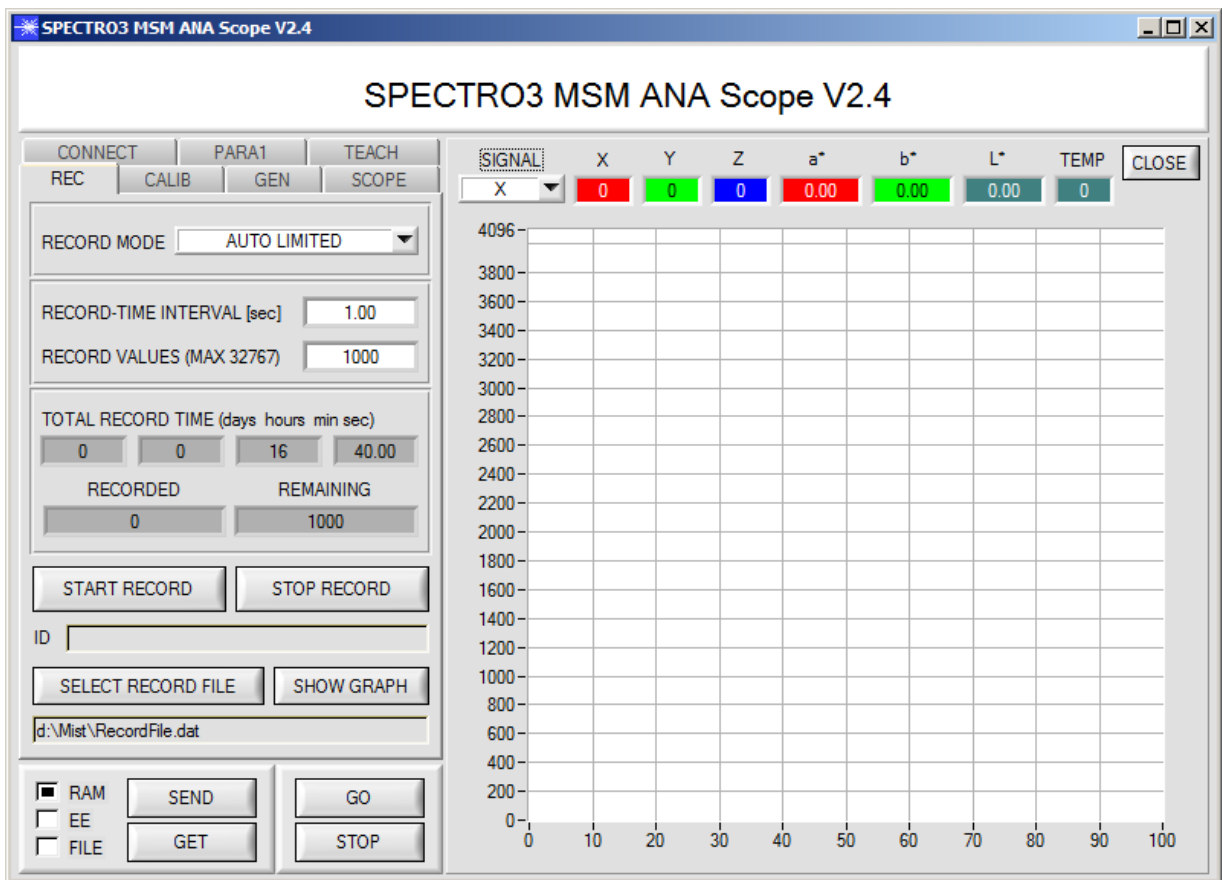 SPECTRO3 MSM ANA Scope V2.4
SPECTRO3 MSM ANA Scope V2.4
CONNECT PARA1 TEACH
REC CALIB GEN SCOPE
RECORD MODE AUTO LIMITED
RECORD-TIME INTERVAL [sec] 1.00
RECORD VALUES (MAX 32767) 1000
TOTAL RECORD TIME (days hours min sec)
0 0 16 40.00
RECORDED REMAINING
0 1000
START RECORD STOP RECORD
ID
SELECT RECORD FILE SHOW GRAPH
d:\Mist\RecordFile.dat
RAM SEND GO
EE
FILE GET STOP
SIGNAL X Y Z a* b* L* TEMP CLOSE
X 0 0 0 0.00 0.00 0.00 0
4096
3800
3600
3400
3200
3000
2800
2600
2400
2200
2000
1800
1600
1400
1200
1000
800
600
400
200
0
0 10 20 30 40 50 60 70 80 90 100